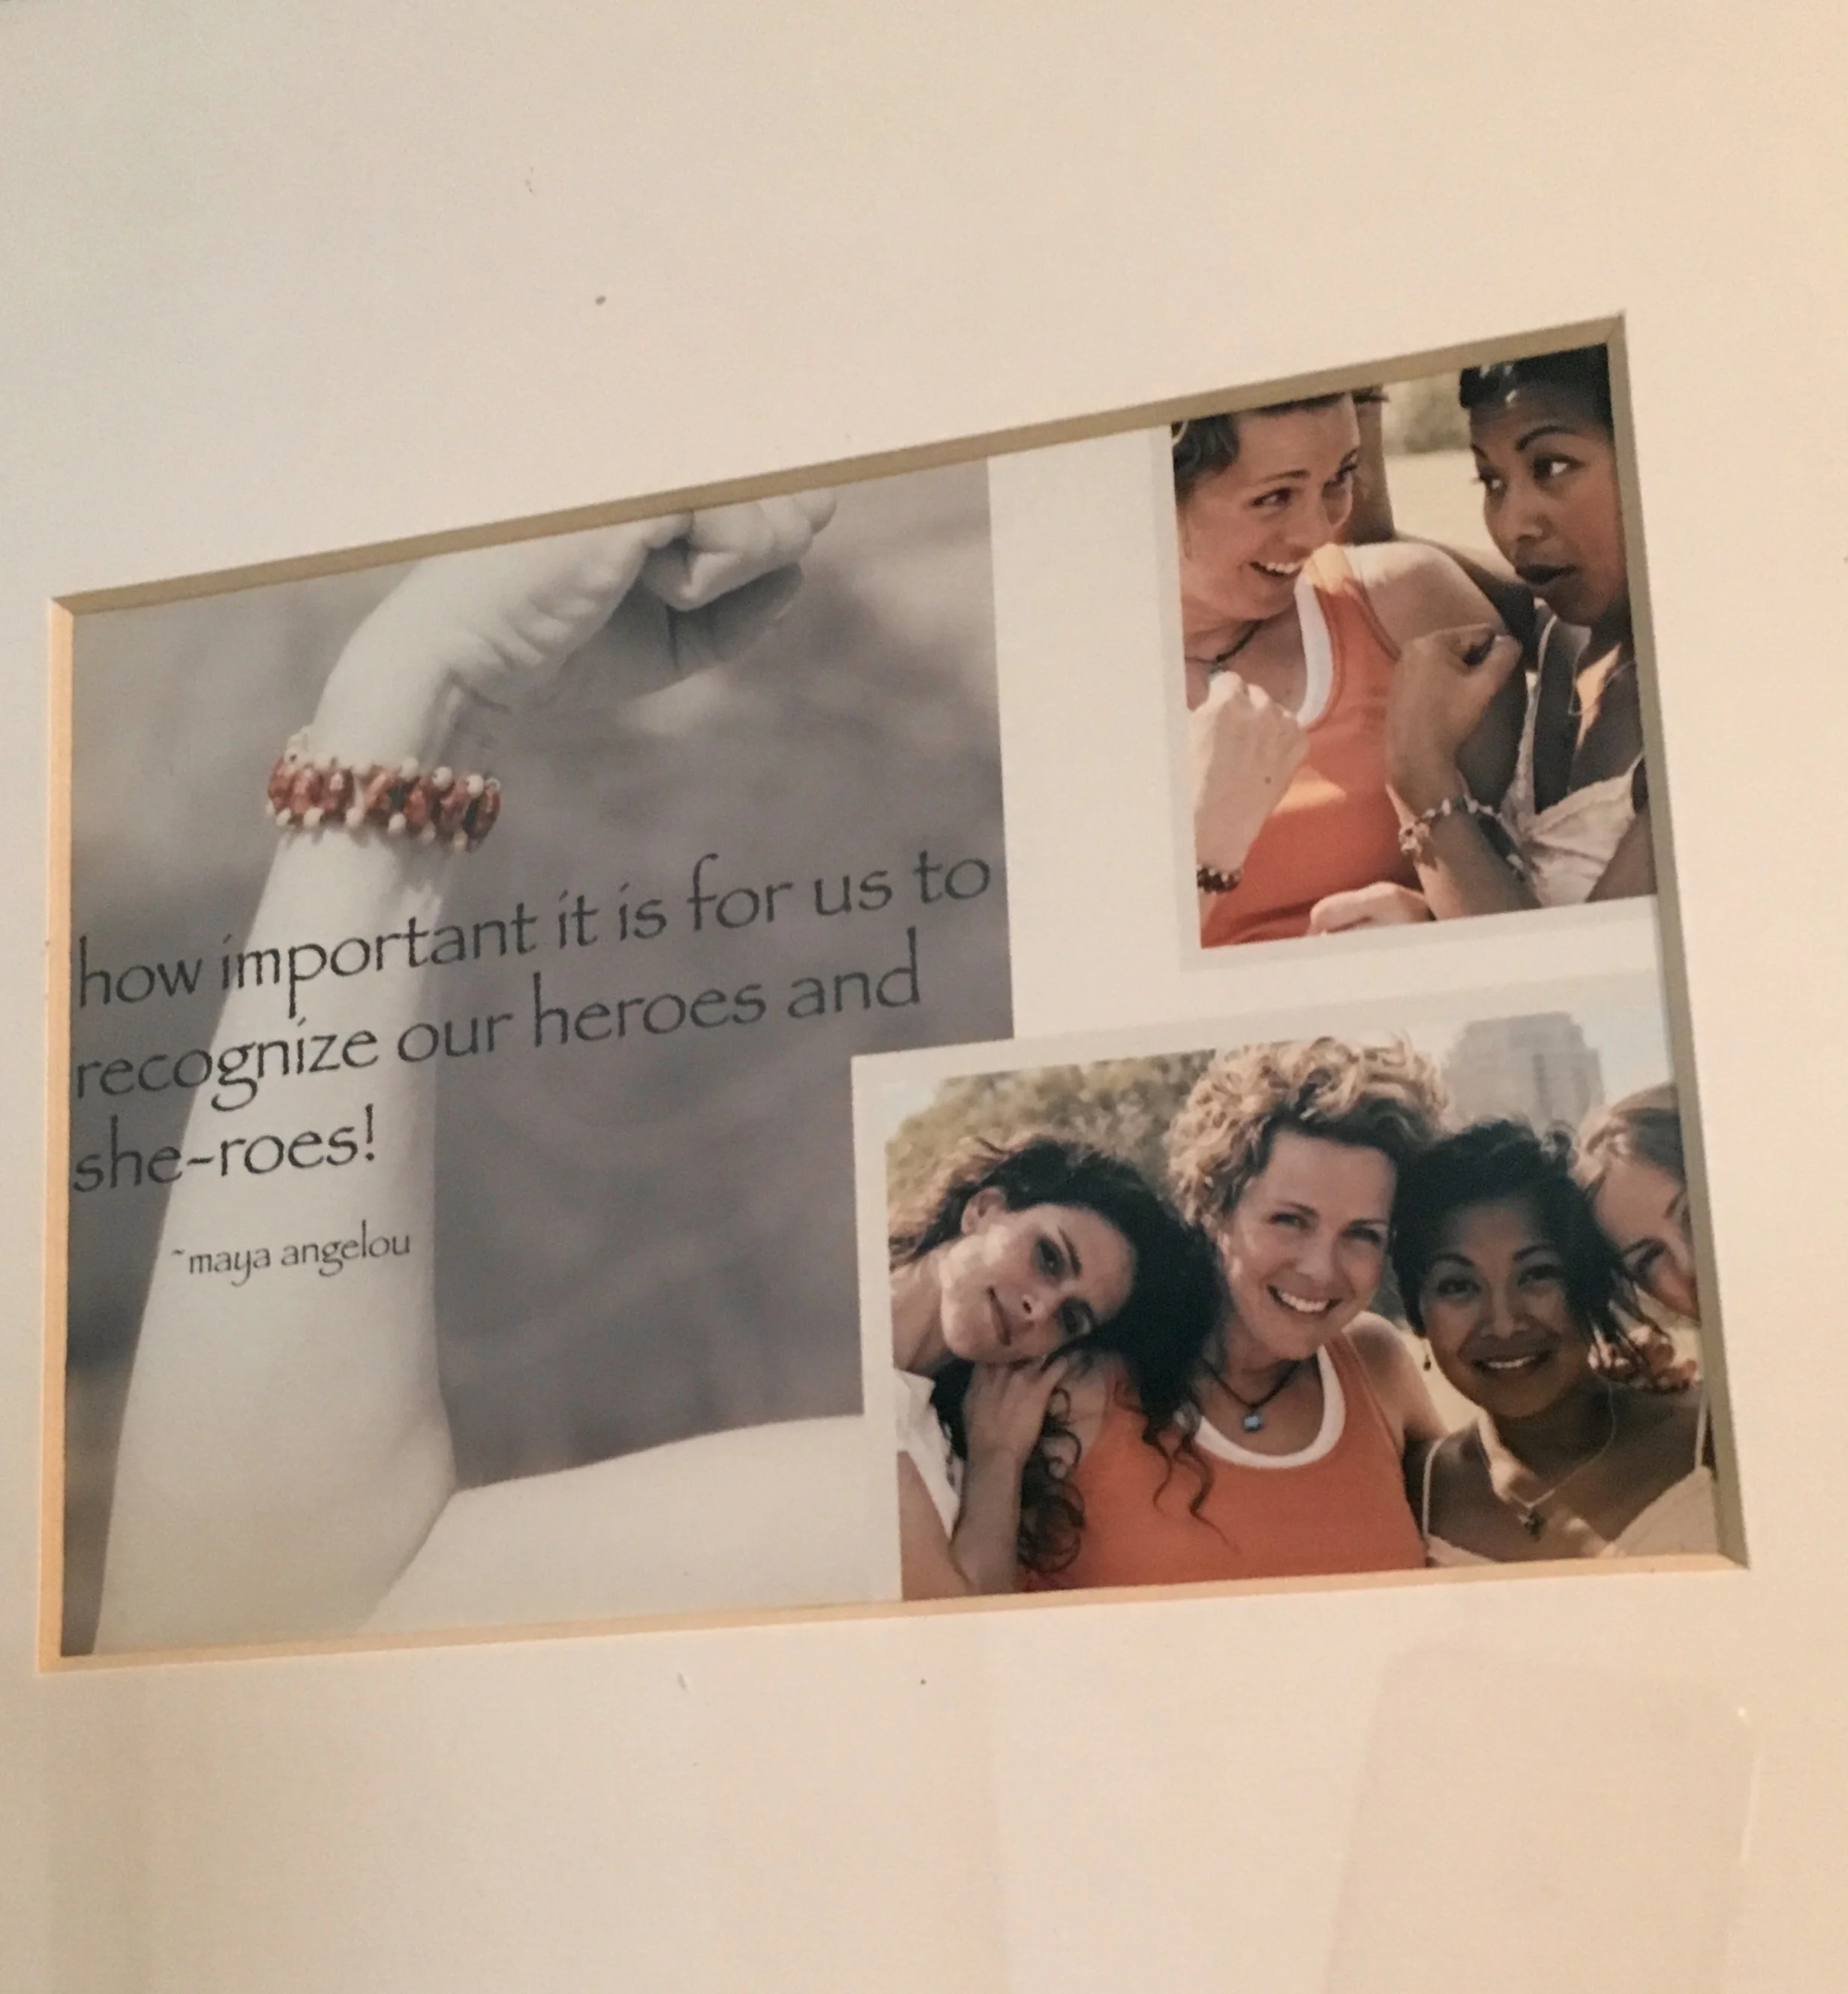 how important it is for us to
recognize our heroes and
she-roes!
~maya angelou